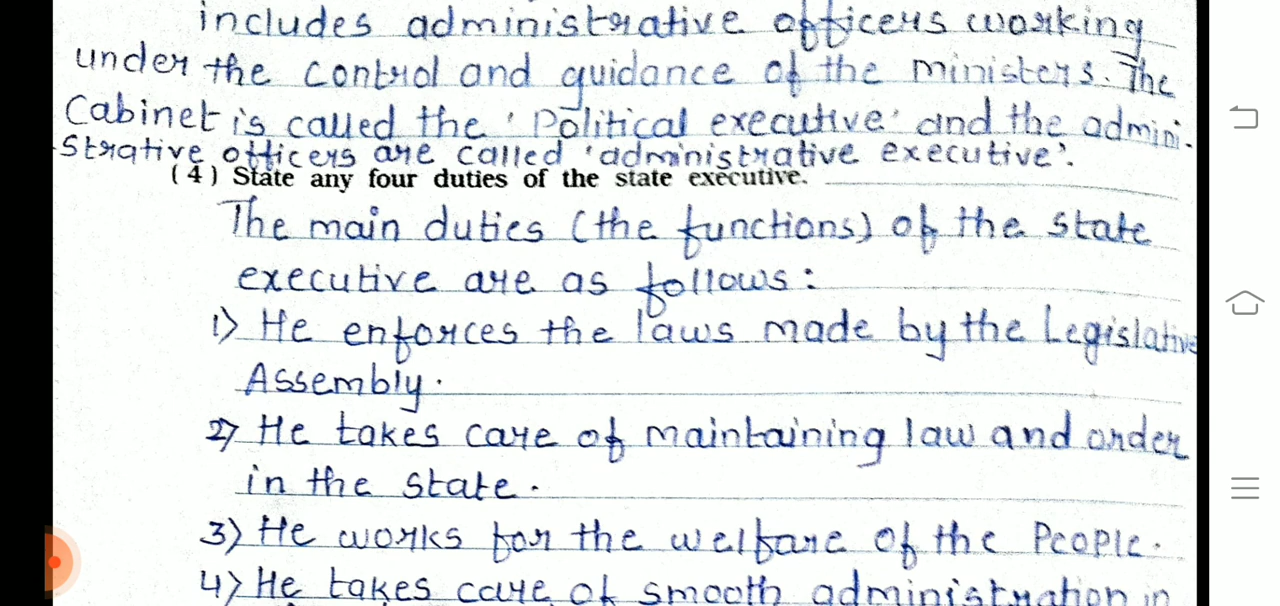 includes administrative officers working
under the control and guidance of the ministers. The
Cabinet is called the 'Political executive' and the admini-
strative officers are called 'administrative executive'.
(4) State any four duties of the state executive.
The main duties (the functions) of the state
executive are as follows:
1) He enforces the laws made by the Legislative
Assembly.
2) He takes care of maintaining law and order
in the state.
3) He works for the welfare of the People.
4) He takes care of smooth administration in